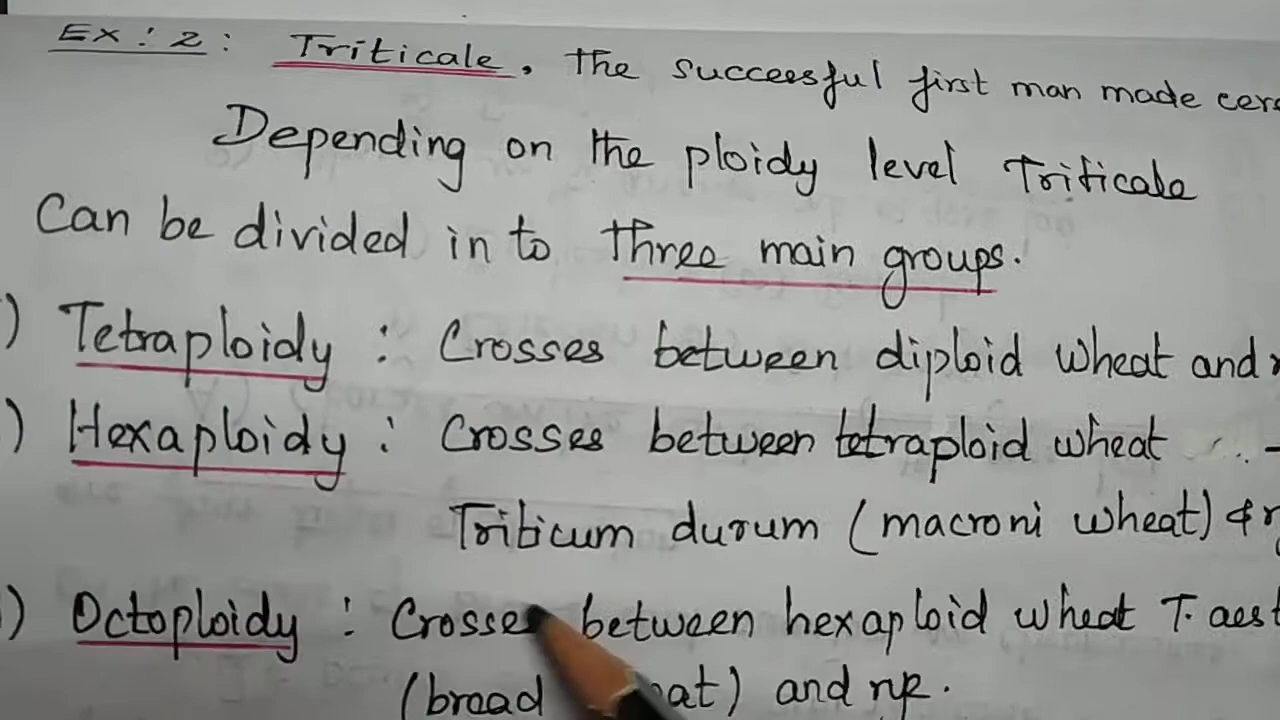 Ex : 2 : Triticale, The successful first man made cere
Depending on the ploidy level Triticale
Can be divided in to three main groups.
) Tetraploidy : Crosses between diploid wheat and r
) Hexaploidy : Crosses between tetraploid wheat -
Triticum durum (macroni wheat) & ry
) Octoploidy : Crosses between hexaploid wheat T. aest
(bread at) and rye.